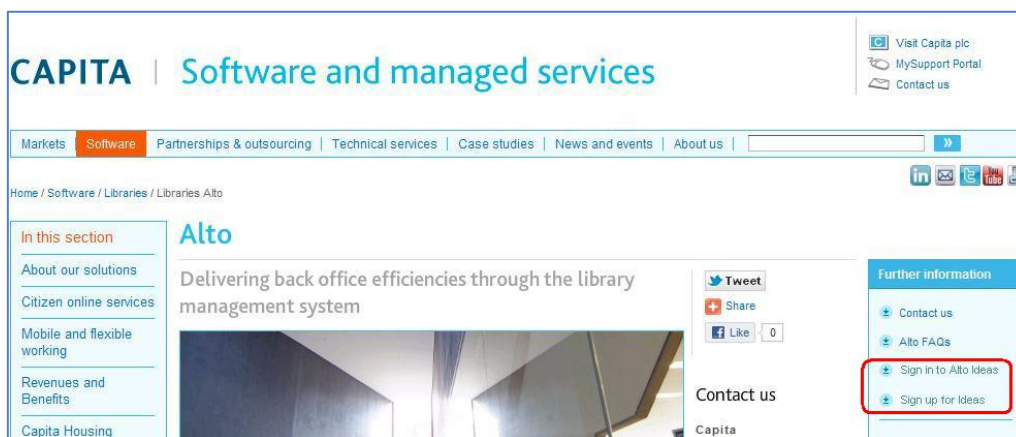 CAPITA | Software and managed services
Visit Capita plc
MySupport Portal
Contact us
Markets | Software | Partnerships & outsourcing | Technical services | Case studies | News and events | About us |
Home / Software / Libraries / Libraries Alto
In this section
About our solutions
Citizen online services
Mobile and flexible
working
Revenues and
Benefits
Capita Housing
Alto
Delivering back office efficiencies through the library
management system
Tweet
Share
Like 0
Contact us
Capita
Further information
Contact us
Alto FAQs
Sign in to Alto Ideas
Sign up for Ideas
in
You
Tube